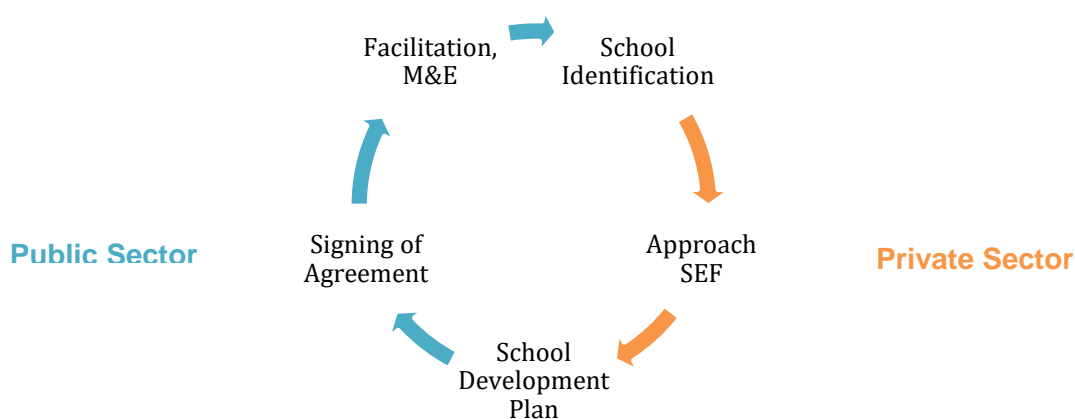 Facilitation,
M&E
School
Identification
Public Sector
Signing of
Agreement
Approach
SEF
Private Sector
School
Development
Plan